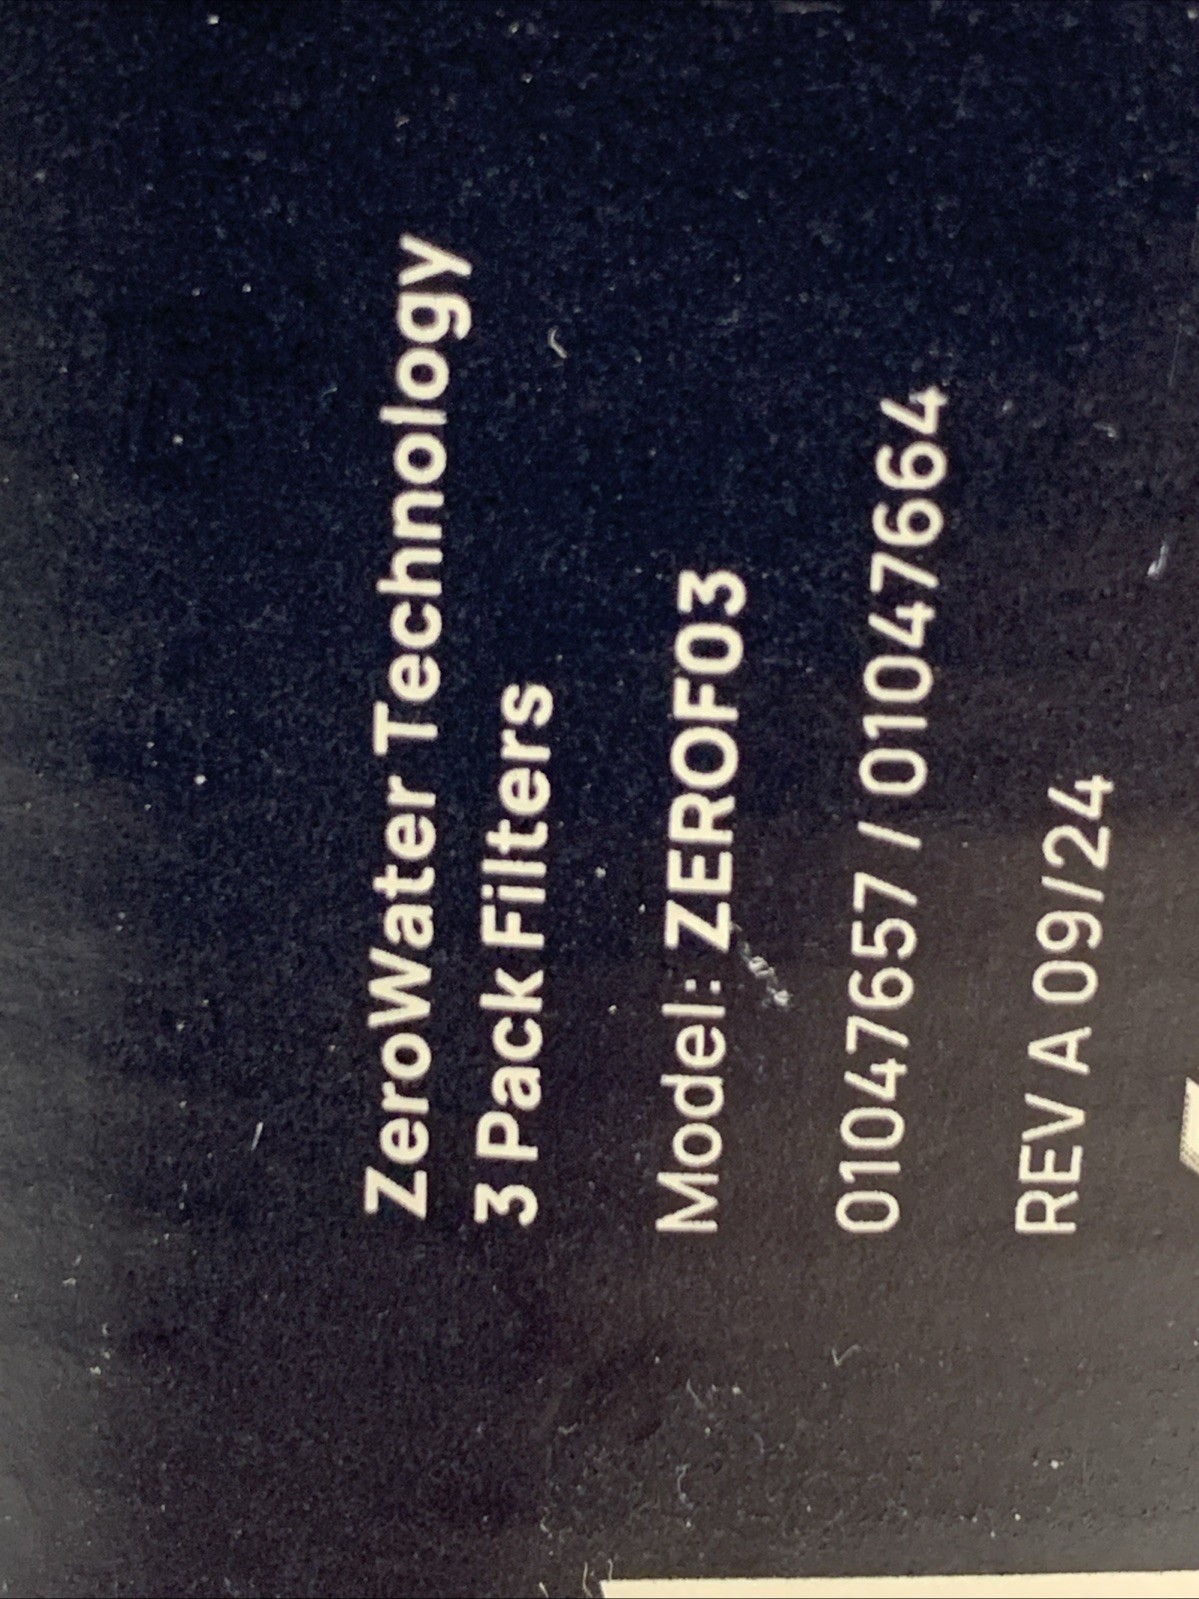 ZeroWater Technology
3 Pack Filters
Model: ZEROF03
01047657 / 01047664
REV A 09/24